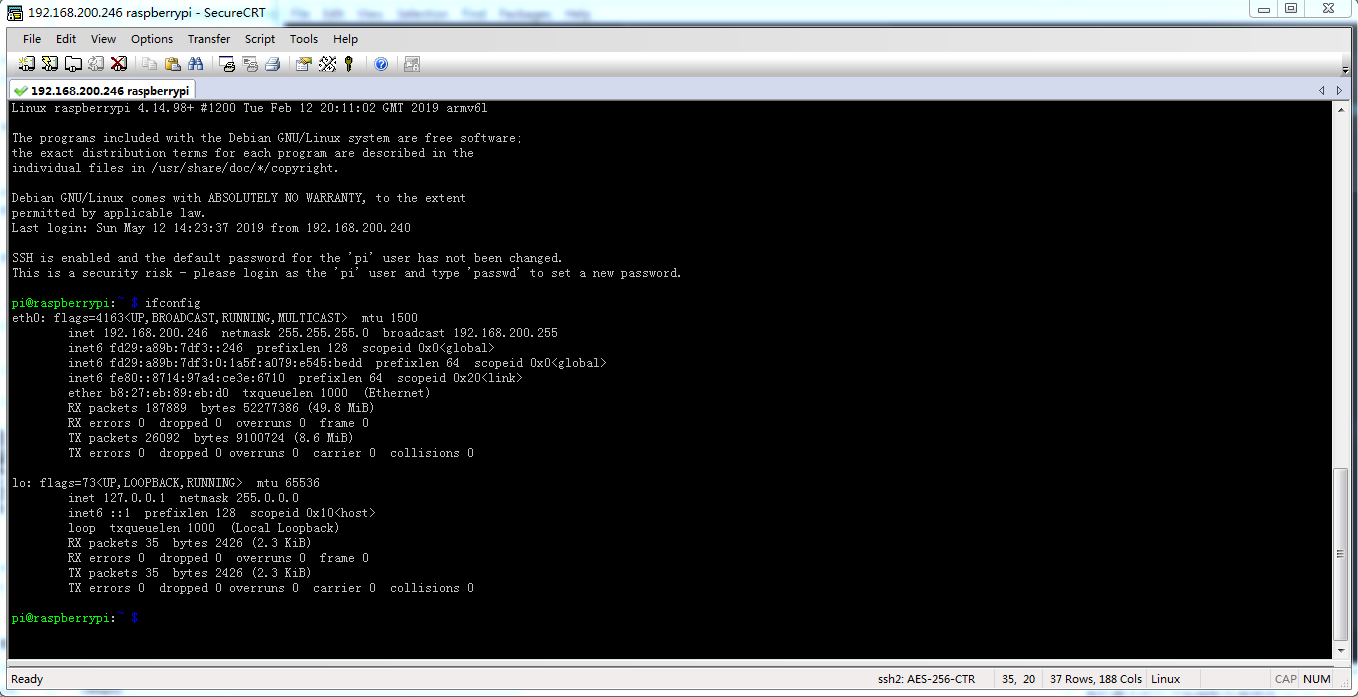 192.168.200.246 raspberrypi - SecureCRT
File Edit View Selection Find Packages Help
File Edit View Options Transfer Script Tools Help
192.168.200.246 raspberrypi
Linux raspberrypi 4.14.98+ #1200 Tue Feb 12 20:11:02 GMT 2019 armv6l
The programs included with the Debian GNU/Linux system are free software;
the exact distribution terms for each program are described in the
individual files in /usr/share/doc/*/copyright.
Debian GNU/Linux comes with ABSOLUTELY NO WARRANTY, to the extent
permitted by applicable law.
Last login: Sun May 12 14:23:37 2019 from 192.168.200.240
SSH is enabled and the default password for the 'pi' user has not been changed.
This is a security risk - please login as the 'pi' user and type 'passwd' to set a new password.
pi@raspberrypi:~ $ ifconfig
eth0: flags=4163<UP,BROADCAST,RUNNING,MULTICAST>  mtu 1500
        inet 192.168.200.246  netmask 255.255.255.0  broadcast 192.168.200.255
        inet6 fd29:a89b:7df3::246  prefixlen 128  scopeid 0x0<global>
        inet6 fd29:a89b:7df3:0:1a5f:a079:e545:bedd  prefixlen 64  scopeid 0x0<global>
        inet6 fe80::8714:97a4:ce3e:6710  prefixlen 64  scopeid 0x20<link>
        ether b8:27:eb:89:eb:d0  txqueuelen 1000  (Ethernet)
        RX packets 187889  bytes 52277386 (49.8 MiB)
        RX errors 0  dropped 0  overruns 0  frame 0
        TX packets 26092  bytes 9100724 (8.6 MiB)
        TX errors 0  dropped 0 overruns 0  carrier 0  collisions 0
lo: flags=73<UP,LOOPBACK,RUNNING>  mtu 65536
        inet 127.0.0.1  netmask 255.0.0.0
        inet6 ::1  prefixlen 128  scopeid 0x10<host>
        loop  txqueuelen 1000  (Local Loopback)
        RX packets 35  bytes 2426 (2.3 KiB)
        RX errors 0  dropped 0  overruns 0  frame 0
        TX packets 35  bytes 2426 (2.3 KiB)
        TX errors 0  dropped 0 overruns 0  carrier 0  collisions 0
pi@raspberrypi:~ $
Ready ssh2: AES-256-CTR 35, 20 37 Rows, 188 Cols Linux CAP NUM